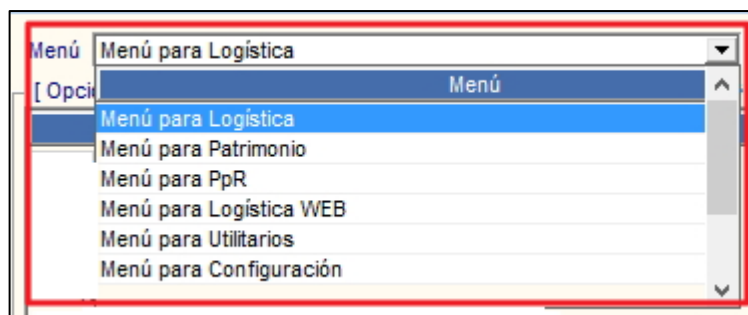 Menú Menú para Logística
[ Opci
Menú
Menú para Logística
Menú para Patrimonio
Menú para PpR
Menú para Logística WEB
Menú para Utilitarios
Menú para Configuración